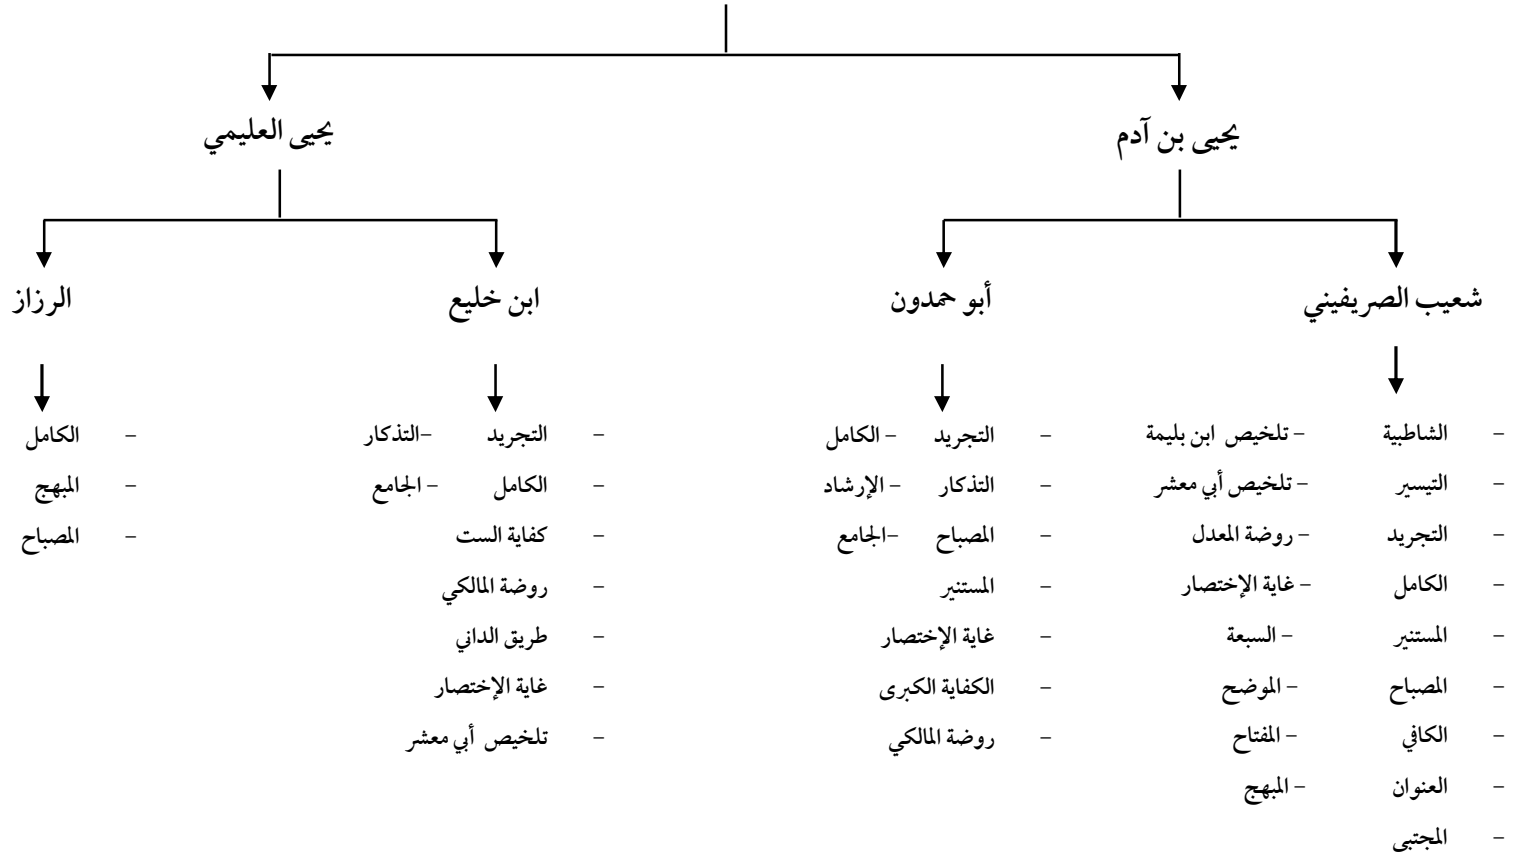 يحيى بن آدم
يحيى العليمي
شعيب الصريفيني
أبو حمدون
ابن خليع
الرزاز
- الشاطبية - تلخيص ابن بليمة
- التيسير - تلخيص أبي معشر
- التجريد - روضة المعدل
- الكامل - غاية الإختصار
- المستنير - السبعة
- المصباح - الموضح
- الكافي - المفتاح
- العنوان - المبهج
- المجتبى
- التجريد - الكامل
- التذكار - الإرشاد
- المصباح -الجامع
- المستنير
- غاية الإختصار
- الكفاية الكبرى
- روضة المالكي
- التجريد -التذكار
- الكامل - الجامع
- كفاية الست
- روضة المالكي
- طريق الداني
- غاية الإختصار
- تلخيص أبي معشر
- الكامل
- المبهج
- المصباح